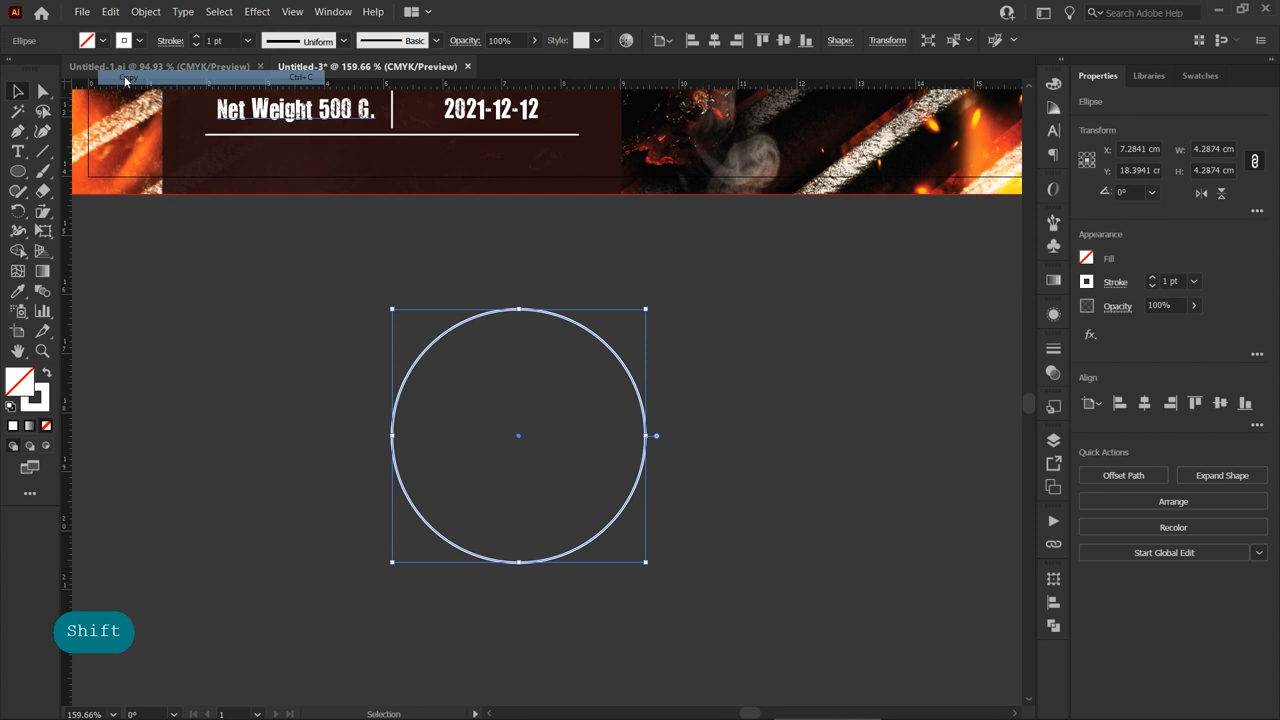 File Edit Object Type Select Effect View Window Help Search Adobe Help
Ellipse Stroke: 1 pt Uniform Basic Opacity: 100% Style: Shape: Transform
Untitled-1.ai @ 94.93 % (CMYK/Preview) Untitled-3* @ 159.66 % (CMYK/Preview)
Copy Ctrl+C
Net Weight 500 G. 2021-12-12
Properties Libraries Swatches
Ellipse
Transform
X: 7.2841 cm W: 4.2874 cm
Y: 18.3941 c H: 4.2874 cm
0°
Appearance
Fill
Stroke 1 pt
Opacity 100%
fx.
Align
Quick Actions
Offset Path Expand Shape
Arrange
Recolor
Start Global Edit
Shift
159.66% 0° 1 Selection